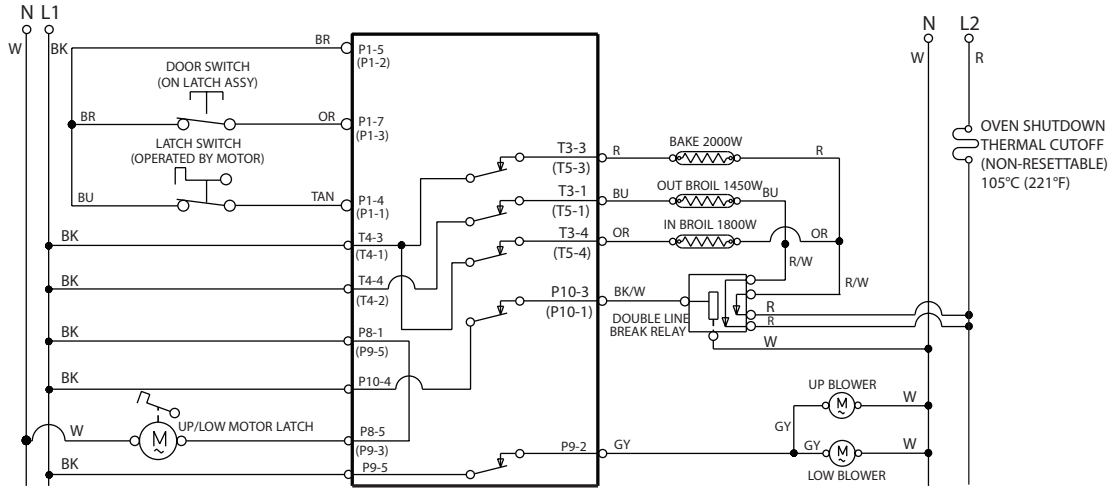 N L1
W
BK
BR
P1-5
(P1-2)
DOOR SWITCH
(ON LATCH ASSY)
BR
OR
P1-7
(P1-3)
LATCH SWITCH
(OPERATED BY MOTOR)
BU
TAN
P1-4
(P1-1)
BK
T4-3
(T4-1)
BK
T4-4
(T4-2)
BK
P8-1
(P9-5)
BK
P10-4
W
M
~
UP/LOW MOTOR LATCH
P8-5
(P9-3)
BK
P9-5
T3-3
(T5-3)
R
BAKE 2000W
R
T3-1
(T5-1)
BU
OUT BROIL 1450W
BU
T3-4
(T5-4)
OR
IN BROIL 1800W
OR
R/W
R/W
P10-3
(P10-1)
BK/W
DOUBLE LINE
BREAK RELAY
R
R
W
P9-2
GY
GY
UP BLOWER
M
~
W
GY
M
~
W
LOW BLOWER
N
L2
W
R
OVEN SHUTDOWN
THERMAL CUTOFF
(NON-RESETTABLE)
105°C (221°F)